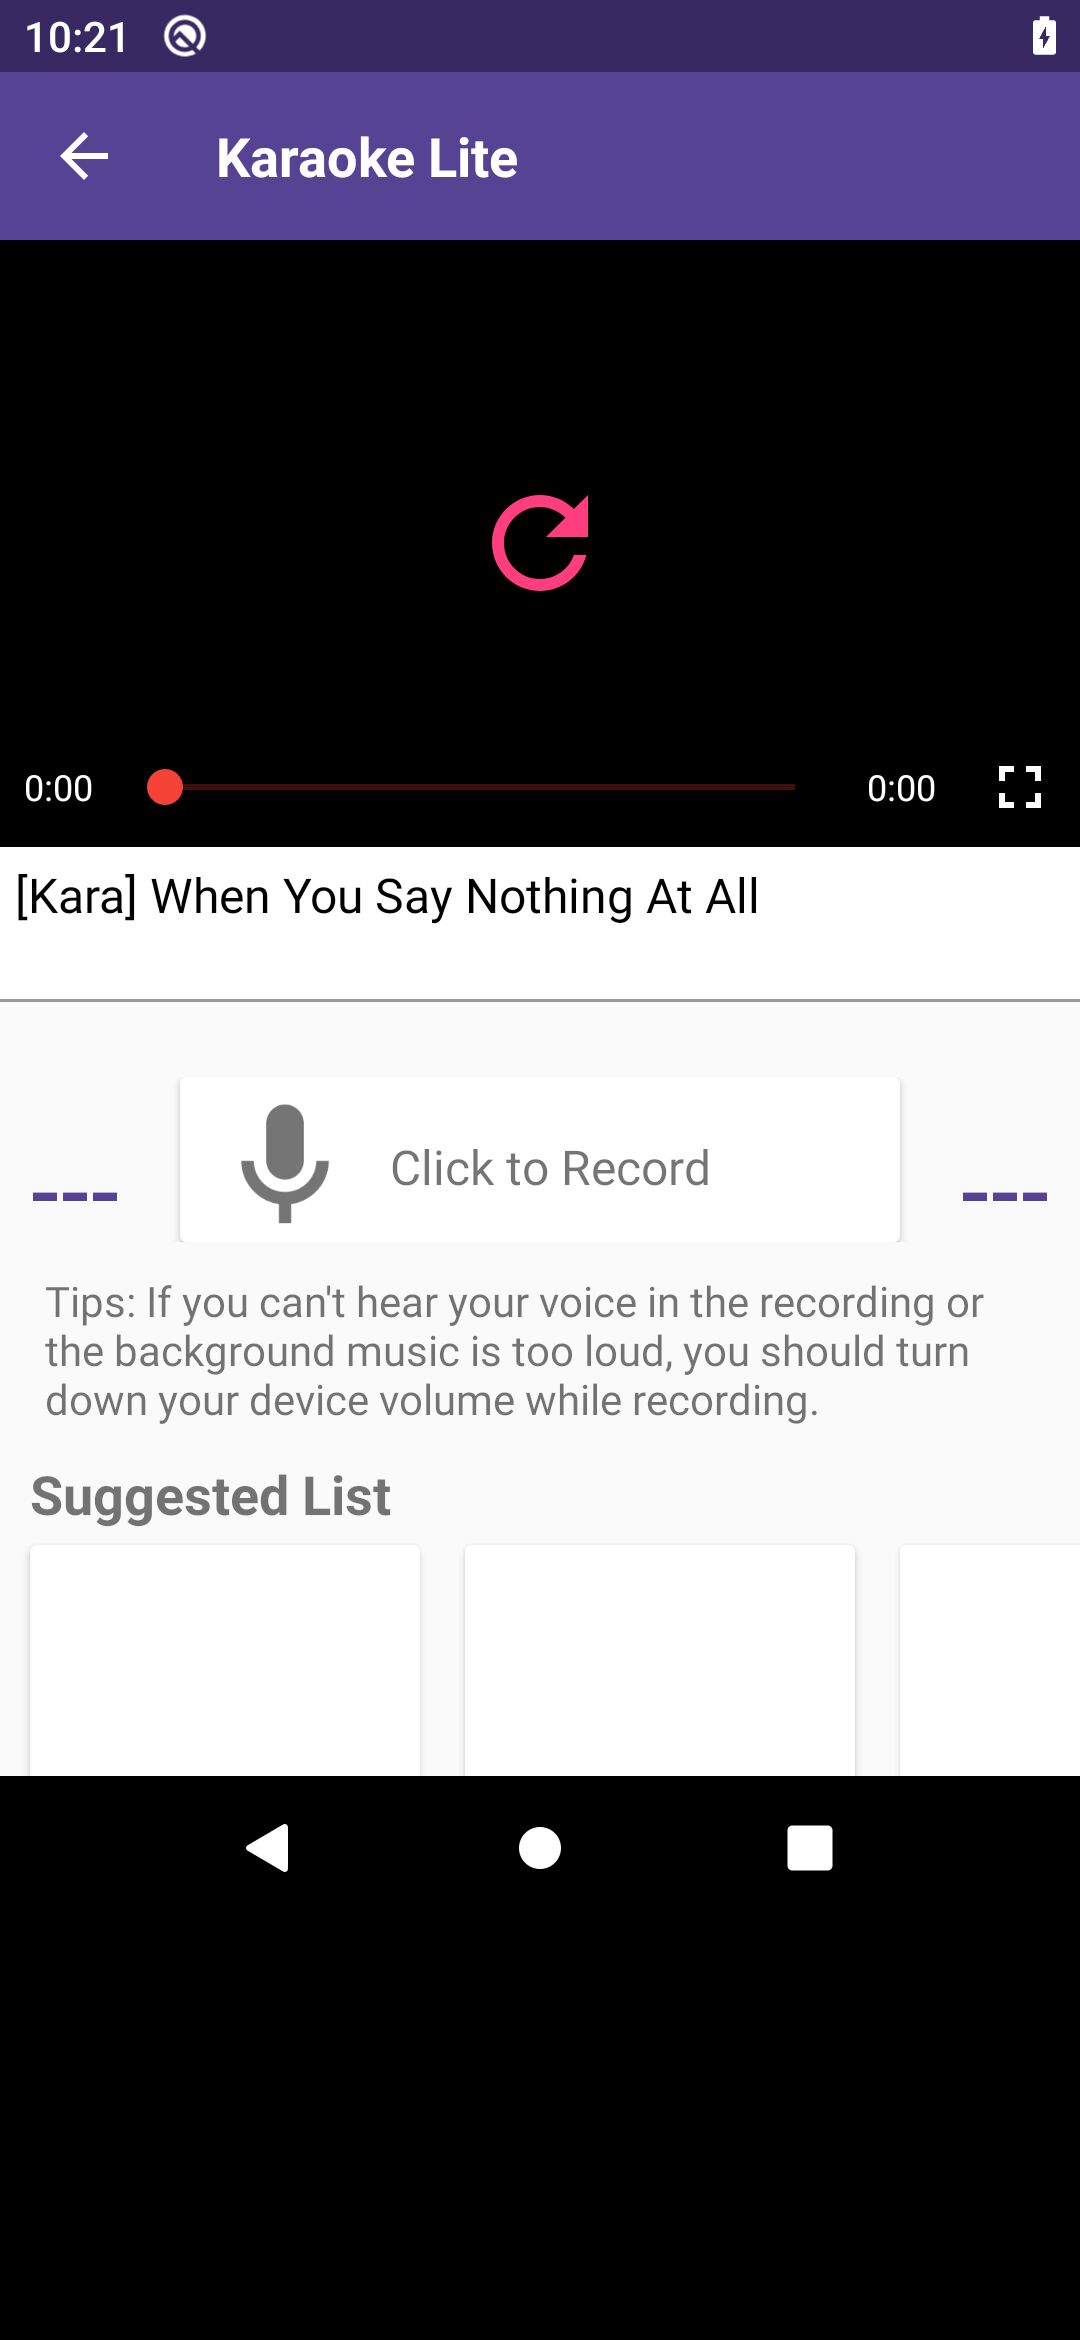 10:21
Karaoke Lite
0:00
0:00
[Kara] When You Say Nothing At All
---
Click to Record
---
Tips: If you can't hear your voice in the recording or
the background music is too loud, you should turn
down your device volume while recording.
Suggested List